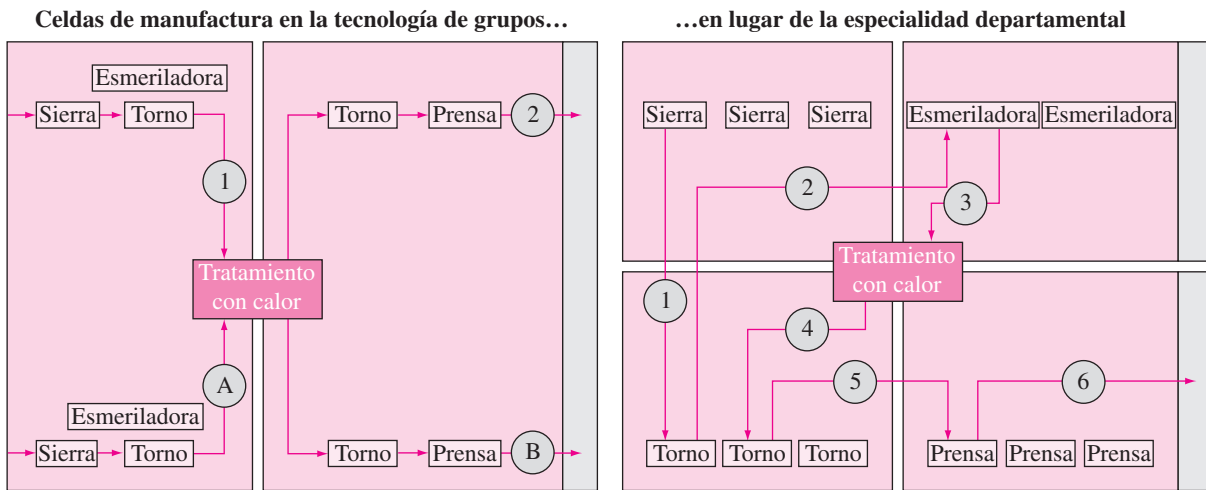 Celdas de manufactura en la tecnología de grupos…
Esmeriladora
Sierra
Torno
1
Torno
Prensa
2
Tratamiento
con calor
A
Esmeriladora
Sierra
Torno
Torno
Prensa
B
…en lugar de la especialidad departamental
Sierra
Sierra
Sierra
Esmeriladora
Esmeriladora
2
3
Tratamiento
con calor
1
4
5
6
Torno
Torno
Torno
Prensa
Prensa
Prensa